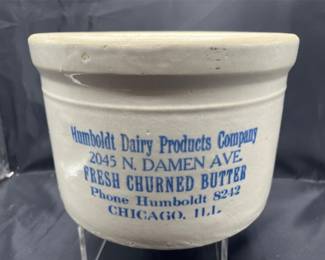 Humboldt Dairy Products Company
2045 N. DAMEN AVE.
FRESH CHURNED BUTTER
Phone Humboldt 8242
CHICAGO, ILL.